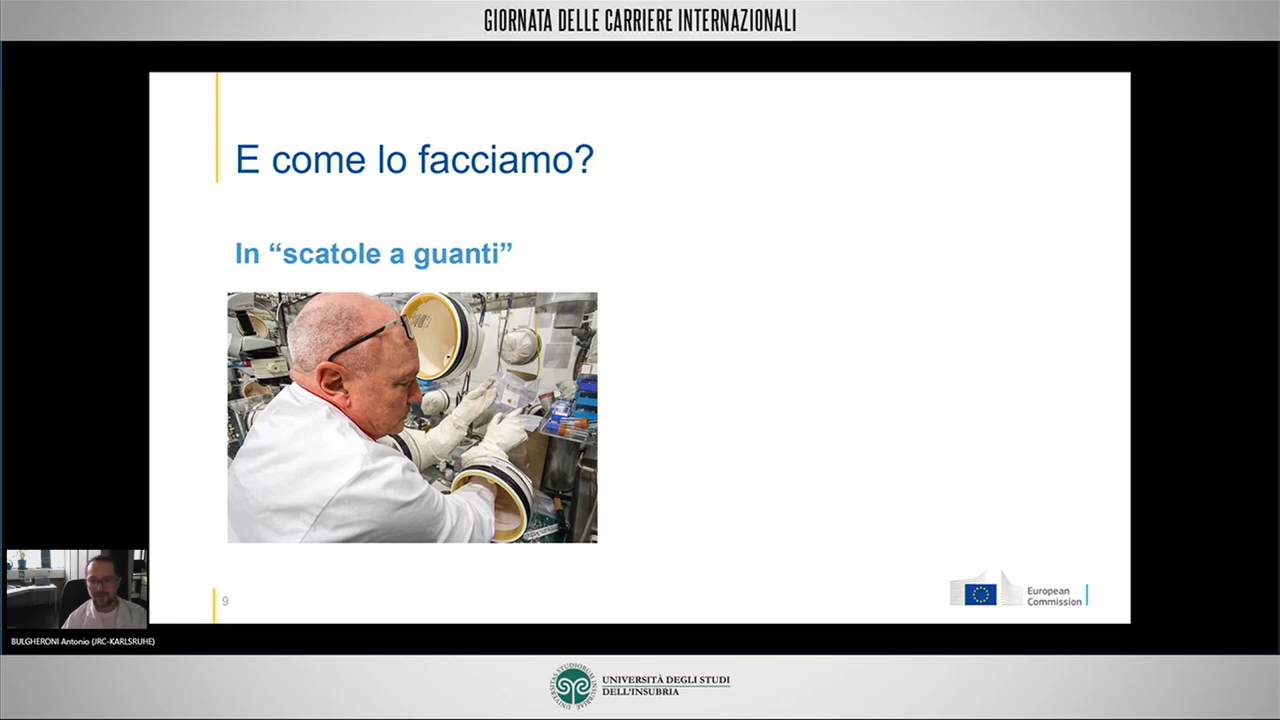 GIORNATA DELLE CARRIERE INTERNAZIONALI
E come lo facciamo?
In “scatole a guanti”
9
European
Commission
BULGHERONI Antonio (JRC-KARLSRUHE)
UNIVERSITÀ DEGLI STUDI
DELL'INSUBRIA